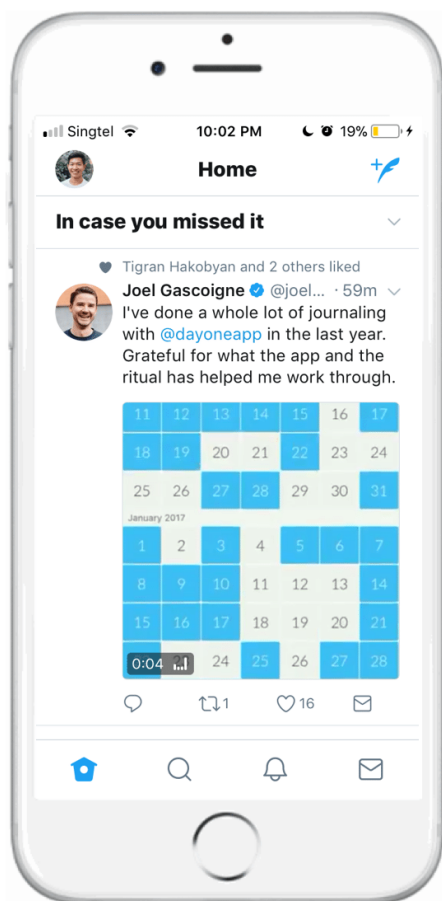 Singtel 10:02 PM 19%
Home
In case you missed it
Tigran Hakobyan and 2 others liked
Joel Gascoigne @joel... · 59m
I've done a whole lot of journaling
with @dayoneapp in the last year.
Grateful for what the app and the
ritual has helped me work through.
11 12 13 14 15 16 17
18 19 20 21 22 23 24
25 26 27 28 29 30 31
January 2017
1 2 3 4 5 6 7
8 9 10 11 12 13 14
15 16 17 18 19 20 21
0:04 24 25 26 27 28
1 16